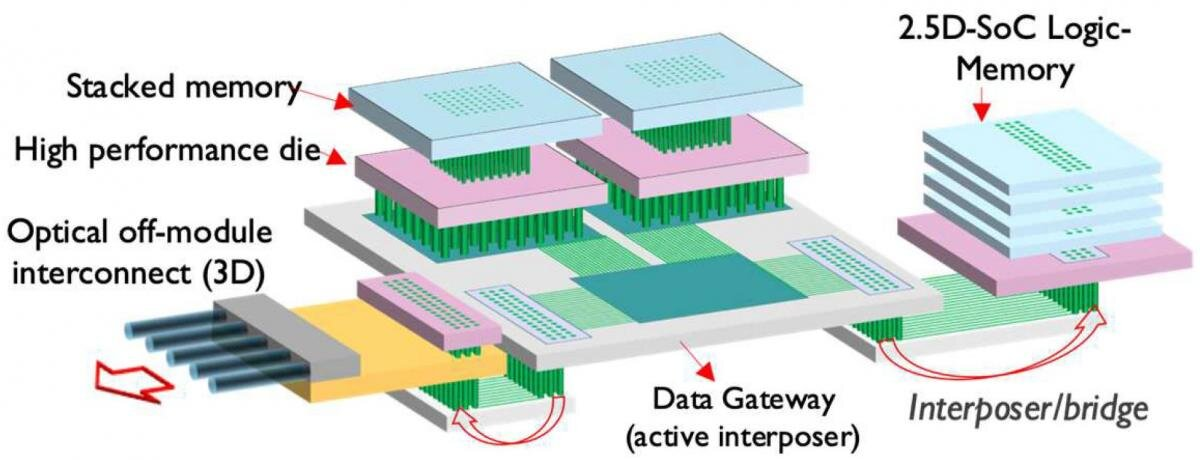 2.5D-SoC Logic-
Memory
Stacked memory
High performance die
Optical off-module
interconnect (3D)
Data Gateway
(active interposer)
Interposer/bridge